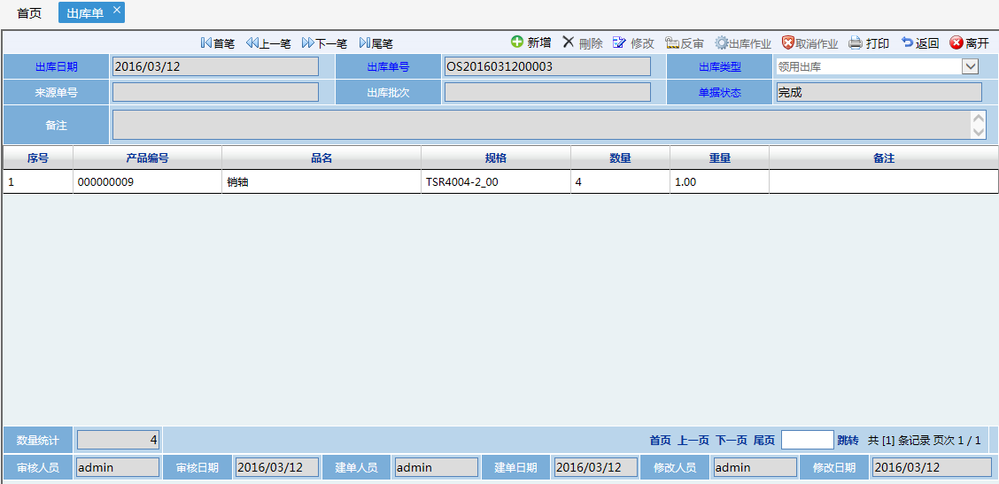 首页 出库单
首笔 上一笔 下一笔 尾笔 新增 刪除 修改 反审 出库作业 取消作业 打印 返回 离开
出库日期 2016/03/12 出库单号 OS2016031200003 出库类型 领用出库
来源单号 出库批次 单据状态 完成
备注
序号 产品编号 品名 规格 数量 重量 备注
1 000000009 销轴 TSR4004-2_00 4 1.00
数量统计 4 首页 上一页 下一页 尾页 跳转 共 [1] 条记录 页次 1 / 1
审核人员 admin 审核日期 2016/03/12 建单人员 admin 建单日期 2016/03/12 修改人员 admin 修改日期 2016/03/12